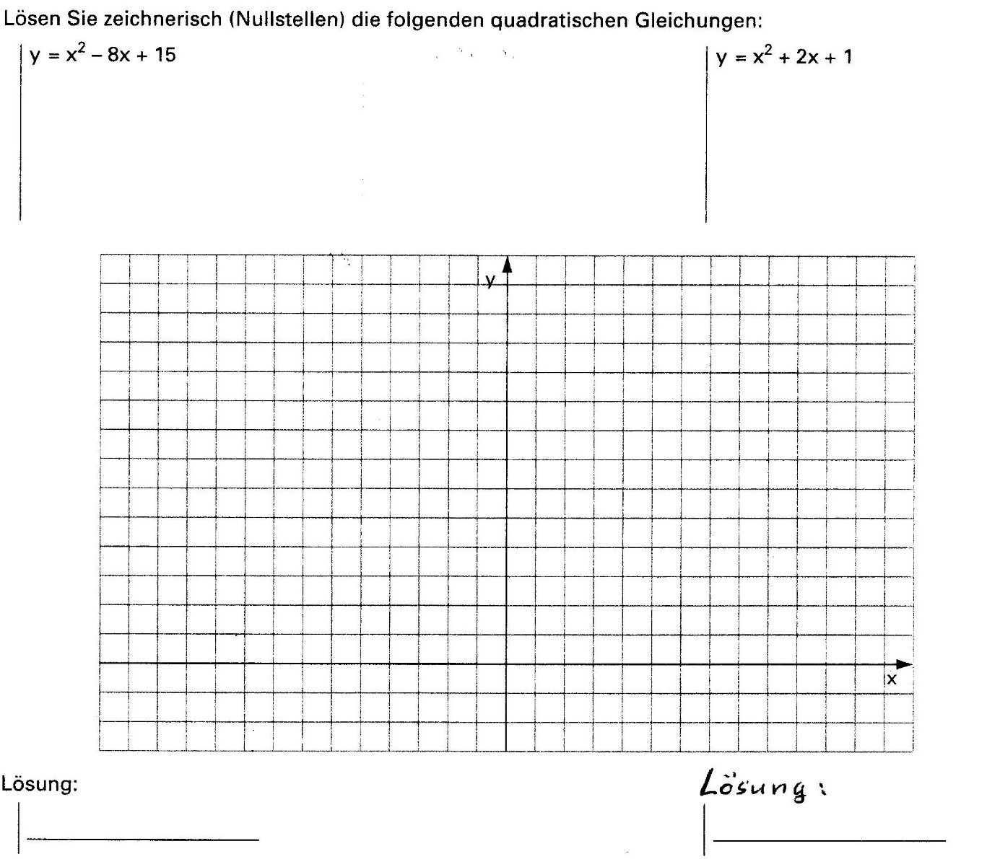 Lösen Sie zeichnerisch (Nullstellen) die folgenden quadratischen Gleichungen:
y = x² – 8x + 15
y = x² + 2x + 1
y
x
Lösung:
Lösung: